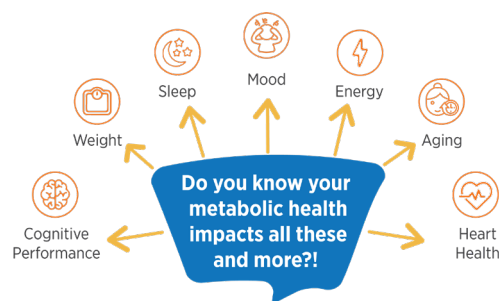 Mood
Sleep
Energy
Weight
Aging
Cognitive
Performance
Do you know your
metabolic health
impacts all these
and more?!
Heart
Health